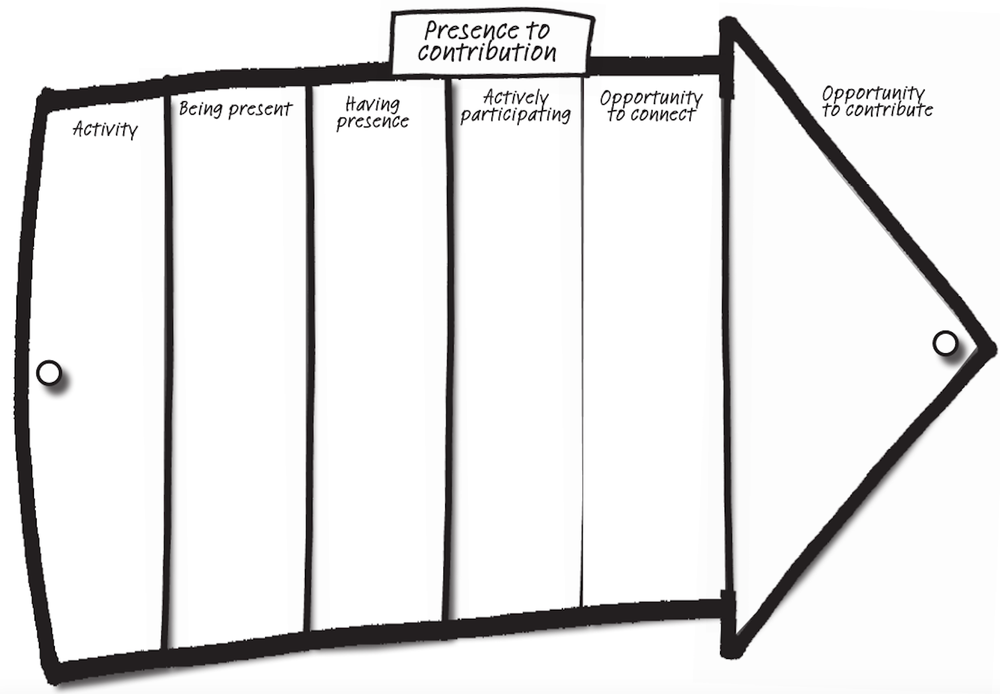 Presence to
contribution
Activity
Being present
Having
presence
Actively
participating
Opportunity
to connect
Opportunity
to contribute